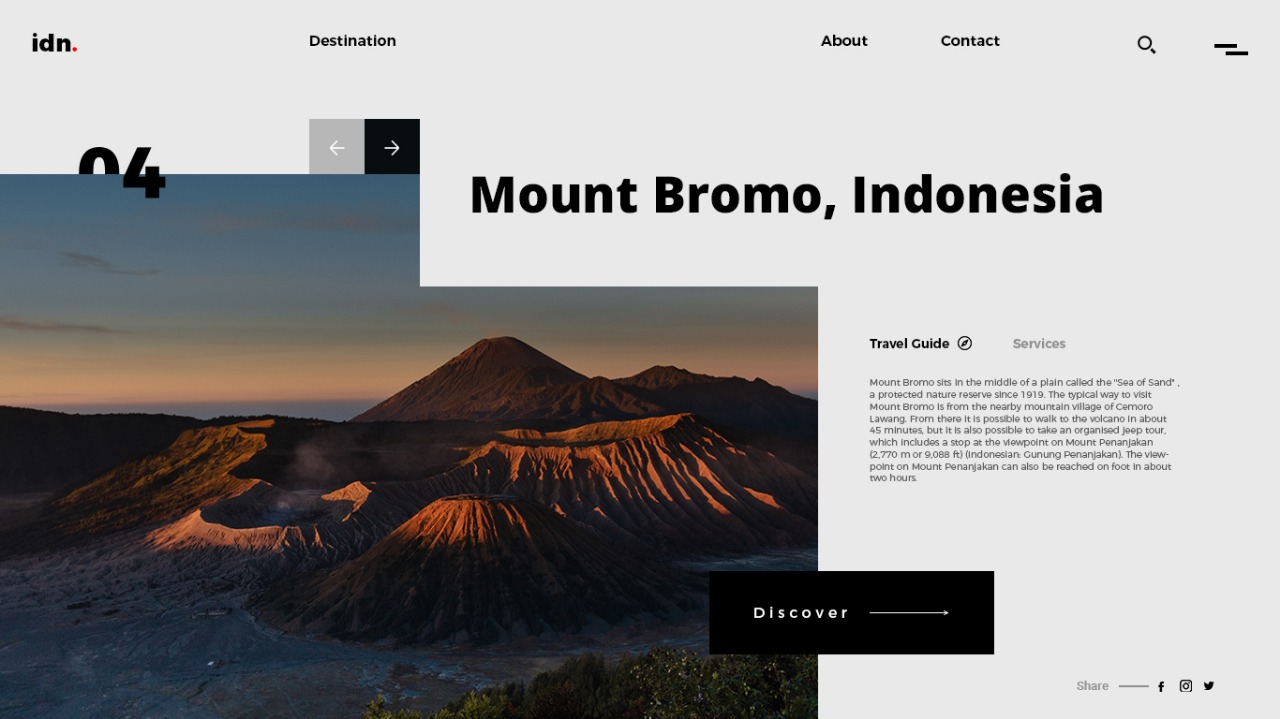 idn.
Destination
About
Contact
04
Mount Bromo, Indonesia
Travel Guide
Services
Mount Bromo sits in the middle of a plain called the "Sea of Sand" ,
a protected nature reserve since 1919. The typical way to visit
Mount Bromo is from the nearby mountain village of Cemoro
Lawang. From there it is possible to walk to the volcano in about
45 minutes, but it is also possible to take an organised jeep tour,
which includes a stop at the viewpoint on Mount Penanjakan
(2,770 m or 9,088 ft) (Indonesian: Gunung Penanjakan). The view-
point on Mount Penanjakan can also be reached on foot in about
two hours.
Discover
Share